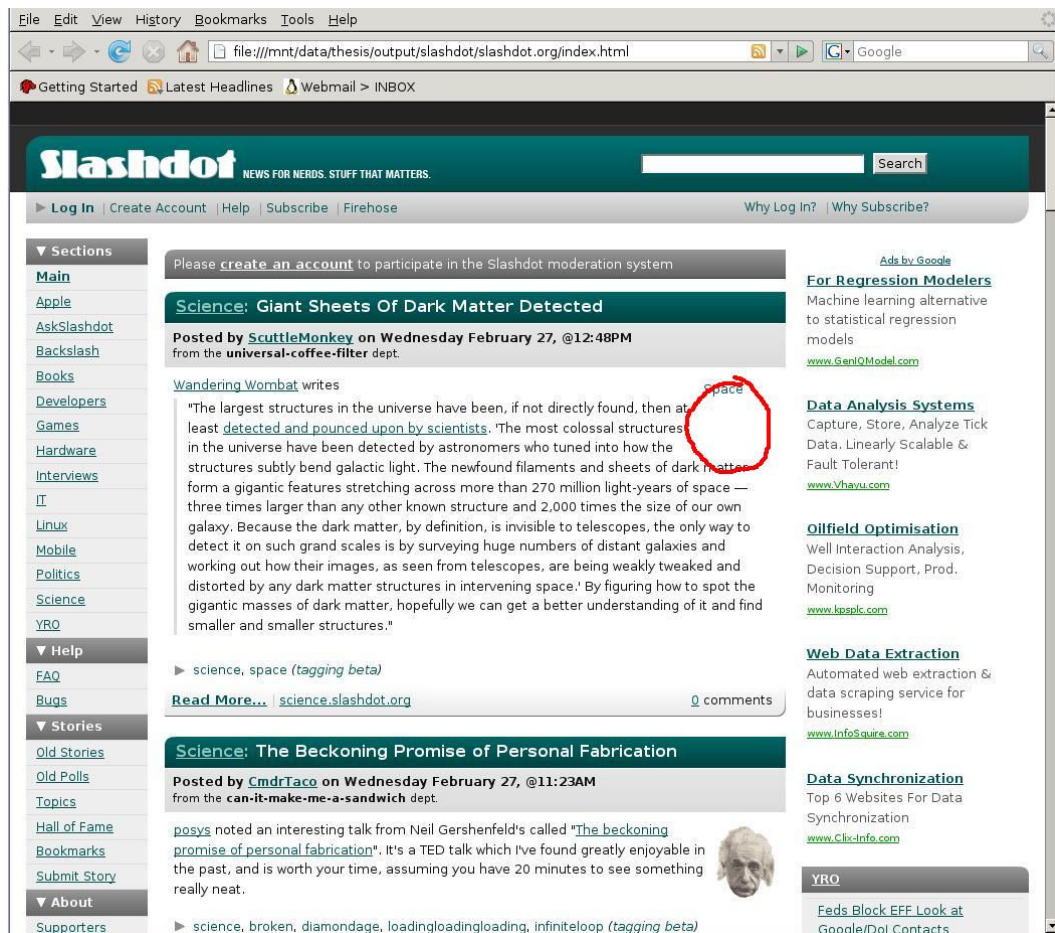 File Edit View History Bookmarks Tools Help
file:///mnt/data/thesis/output/slashdot/slashdot.org/index.html
G Google
Getting Started Latest Headlines Webmail > INBOX
Slashdot NEWS FOR NERDS. STUFF THAT MATTERS.
Search
▶ Log In | Create Account | Help | Subscribe | Firehose
Why Log In? | Why Subscribe?
▼ Sections
Main
Apple
AskSlashdot
Backslash
Books
Developers
Games
Hardware
Interviews
IT
Linux
Mobile
Politics
Science
YRO
▼ Help
FAQ
Bugs
▼ Stories
Old Stories
Old Polls
Topics
Hall of Fame
Bookmarks
Submit Story
▼ About
Supporters
Please create an account to participate in the Slashdot moderation system
Science: Giant Sheets Of Dark Matter Detected
Posted by ScuttleMonkey on Wednesday February 27, @12:48PM
from the universal-coffee-filter dept.
Space
Wandering Wombat writes
"The largest structures in the universe have been, if not directly found, then at
least detected and pounced upon by scientists. 'The most colossal structures
in the universe have been detected by astronomers who tuned into how the
structures subtly bend galactic light. The newfound filaments and sheets of dark matter
form a gigantic features stretching across more than 270 million light-years of space —
three times larger than any other known structure and 2,000 times the size of our own
galaxy. Because the dark matter, by definition, is invisible to telescopes, the only way to
detect it on such grand scales is by surveying huge numbers of distant galaxies and
working out how their images, as seen from telescopes, are being weakly tweaked and
distorted by any dark matter structures in intervening space.' By figuring how to spot the
gigantic masses of dark matter, hopefully we can get a better understanding of it and find
smaller and smaller structures."
▶ science, space (tagging beta)
Read More... | science.slashdot.org
0 comments
Science: The Beckoning Promise of Personal Fabrication
Posted by CmdrTaco on Wednesday February 27, @11:23AM
from the can-it-make-me-a-sandwich dept.
posys noted an interesting talk from Neil Gershenfeld's called "The beckoning
promise of personal fabrication". It's a TED talk which I've found greatly enjoyable in
the past, and is worth your time, assuming you have 20 minutes to see something
really neat.
▶ science, broken, diamondage, loadingloadingloading, infiniteloop (tagging beta)
Ads by Google
For Regression Modelers
Machine learning alternative
to statistical regression
models
www.GenIQModel.com
Data Analysis Systems
Capture, Store, Analyze Tick
Data. Linearly Scalable &
Fault Tolerant!
www.Vhayu.com
Oilfield Optimisation
Well Interaction Analysis,
Decision Support, Prod.
Monitoring
www.kpsplc.com
Web Data Extraction
Automated web extraction &
data scraping service for
businesses!
www.InfoSquire.com
Data Synchronization
Top 6 Websites For Data
Synchronization
www.Clix-Info.com
YRO
Feds Block EFF Look at
Google/DoJ Contacts